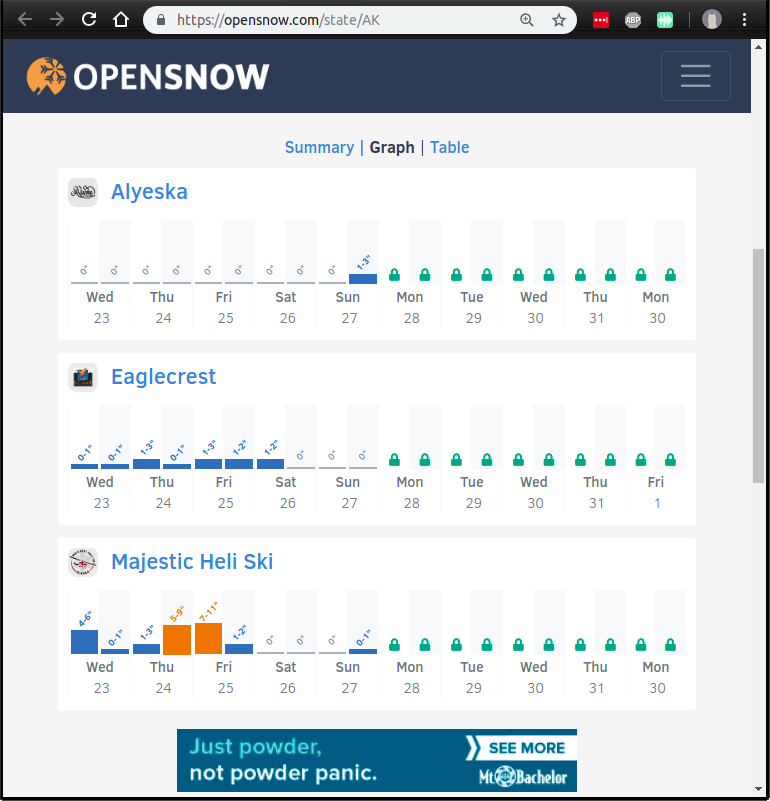 https://opensnow.com/state/AK
ABP
OPENSNOW
Summary | Graph | Table
Alyeska
0" 0" 0" 0" 0" 0" 0" 0" 0" 1-3"
Wed Thu Fri Sat Sun Mon Tue Wed Thu Mon
23 24 25 26 27 28 29 30 31 30
Eaglecrest
0-1" 0-1" 1-3" 0-1" 1-3" 1-2" 1-2" 0" 0" 0"
Wed Thu Fri Sat Sun Mon Tue Wed Thu Fri
23 24 25 26 27 28 29 30 31 1
Majestic Heli Ski
4-6" 0-1" 1-3" 5-9" 7-11" 1-2" 0" 0" 0" 0-1"
Wed Thu Fri Sat Sun Mon Tue Wed Thu Mon
23 24 25 26 27 28 29 30 31 30
Just powder,
not powder panic.
SEE MORE
Mt Bachelor